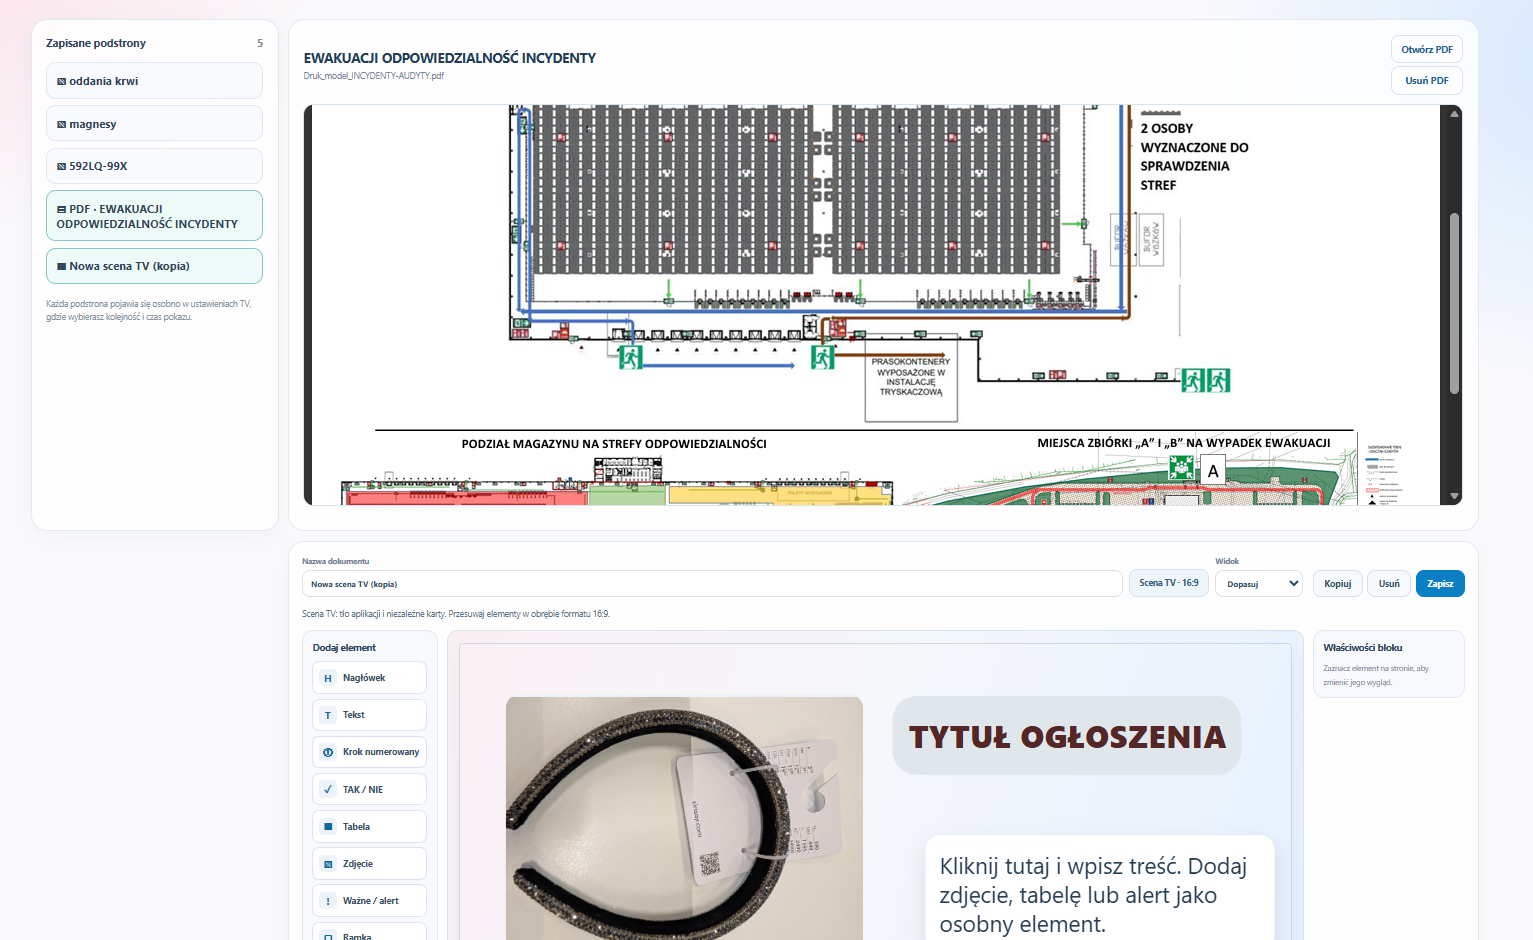 Zapisane podstrony
5
oddania krwi
magnesy
592LQ-99X
PDF · EWAKUACJI
ODPOWIEDZIALNOŚĆ INCYDENTY
Nowa scena TV (kopia)
Każda podstrona pojawia się osobno w ustawieniach TV,
gdzie wybierasz kolejność i czas pokazu.
EWAKUACJI ODPOWIEDZIALNOŚĆ INCYDENTY
Druk_model_INCYDENTY-AUDYTY.pdf
Otwórz PDF
Usuń PDF
2 OSOBY
WYZNACZONE DO
SPRAWDZENIA
STREF
BUFOR
WÓZKÓW
BUFOR
WÓZKÓW
PRASOKONTENERY
WYPOSAŻONE W
INSTALACJĘ
TRYSKACZOWĄ
PODZIAŁ MAGAZYNU NA STREFY ODPOWIEDZIALNOŚCI
MIEJSCA ZBIÓRKI „A” I „B” NA WYPADEK EWAKUACJI
A
Nazwa dokumentu
Nowa scena TV (kopia)
Scena TV · 16:9
Widok
Dopasuj
Kopiuj
Usuń
Zapisz
Scena TV: tło aplikacji i niezależne karty. Przesuwaj elementy w obrębie formatu 16:9.
Dodaj element
H Nagłówek
T Tekst
Krok numerowany
✓ TAK / NIE
Tabela
Zdjęcie
! Ważne / alert
Ramka
TYTUŁ OGŁOSZENIA
Kliknij tutaj i wpisz treść. Dodaj
zdjęcie, tabelę lub alert jako
osobny element.
sinsay.com
Właściwości bloku
Zaznacz element na stronie, aby
zmienić jego wygląd.